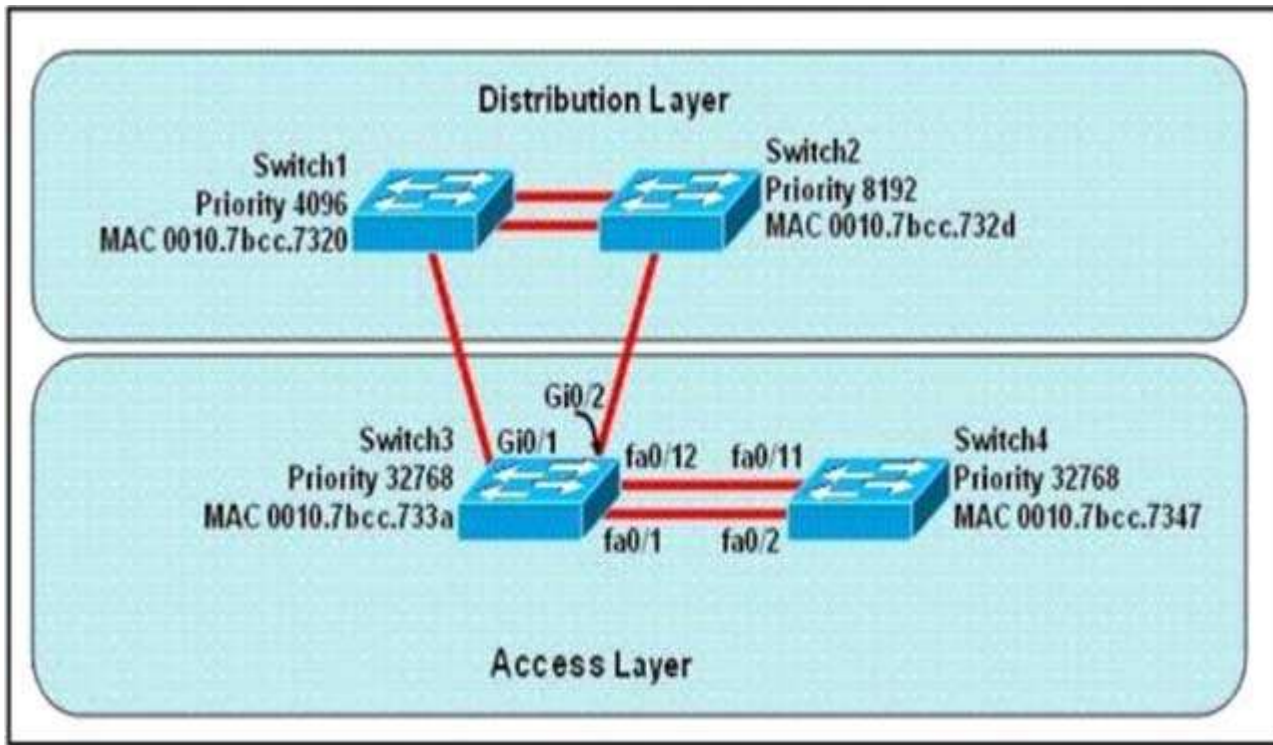 Distribution Layer
Switch1
Priority 4096
MAC 0010.7bcc.7320
Switch2
Priority 8192
MAC 0010.7bcc.732d
Gi0/2
Switch3
Priority 32768
MAC 0010.7bcc.733a
Gi0/1
fa0/12
fa0/11
fa0/1
fa0/2
Switch4
Priority 32768
MAC 0010.7bcc.7347
Access Layer